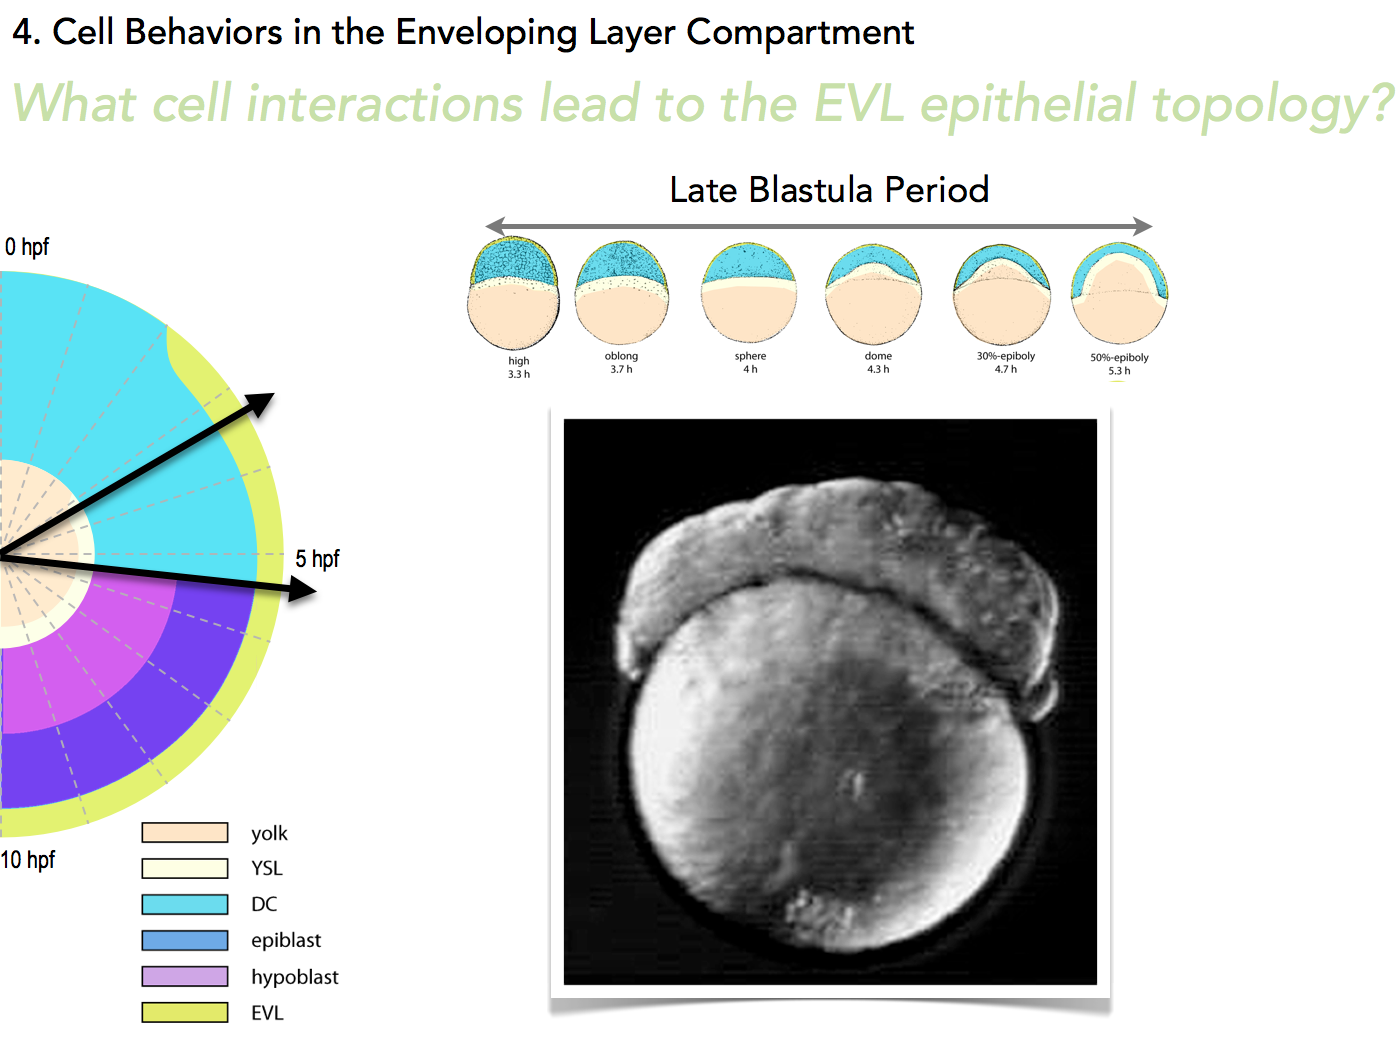 4. Cell Behaviors in the Enveloping Layer Compartment
What cell interactions lead to the EVL epithelial topology?
Late Blastula Period
high
3.3 h
oblong
3.7 h
sphere
4 h
dome
4.3 h
30%-epiboly
4.7 h
50%-epiboly
5.3 h
0 hpf
5 hpf
10 hpf
yolk
YSL
DC
epiblast
hypoblast
EVL